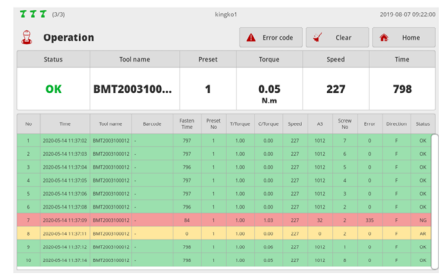 TTT (3/3) kingko1 2019-08-07 09:22:00
Operation Error code Clear Home
Status Tool name Preset Torque Speed Time
OK BMT2003100... 1 0.05 227 798
N.m
No Time Tool name Barcode Fasten Time Preset No T/Torque C/Torque Speed A3 Screw No Error Direction Status
1 2020-05-14 11:37:02 BMT2003100012 - 797 1 1.00 0.00 227 1012 7 0 F OK
2 2020-05-14 11:37:03 BMT2003100012 - 797 1 1.00 0.00 227 1012 6 0 F OK
3 2020-05-14 11:37:04 BMT2003100012 - 796 1 1.00 0.00 227 1012 5 0 F OK
4 2020-05-14 11:37:05 BMT2003100012 - 797 1 1.00 0.00 227 1012 4 0 F OK
5 2020-05-14 11:37:06 BMT2003100012 - 797 1 1.00 0.00 227 1012 3 0 F OK
6 2020-05-14 11:37:08 BMT2003100012 - 796 1 1.00 0.00 227 1012 2 0 F OK
7 2020-05-14 11:37:09 BMT2003100012 - 84 1 1.00 1.03 227 32 2 335 F NG
8 2020-05-14 11:37:11 BMT2003100012 - 0 1 1.00 0.00 227 0 2 0 F AR
9 2020-05-14 11:37:12 BMT2003100012 - 798 1 1.00 0.06 227 1012 1 0 F OK
10 2020-05-14 11:37:14 BMT2003100012 - 798 1 1.00 0.05 227 1012 8 0 F OK